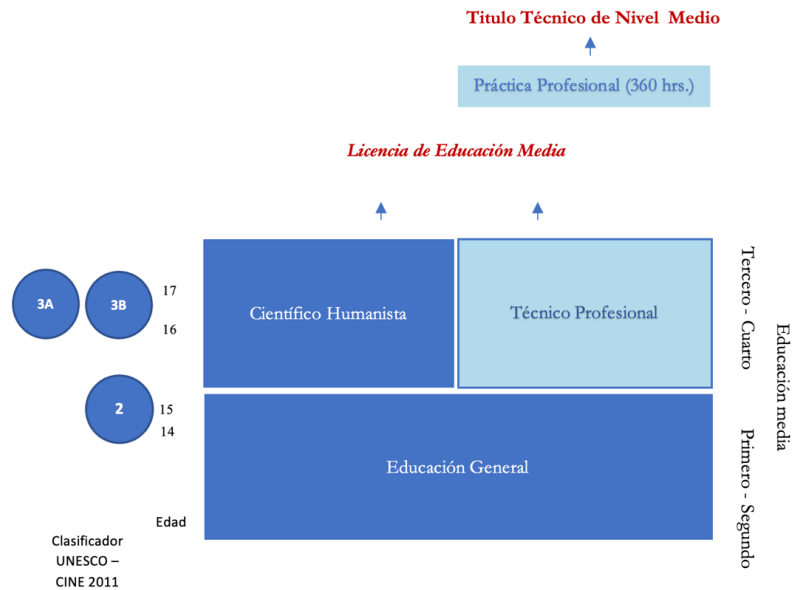 Titulo Técnico de Nivel Medio
Práctica Profesional (360 hrs.)
Licencia de Educación Media
3A
3B
17
16
Científico Humanista
Técnico Profesional
Tercero - Cuarto
Educación media
2
15
14
Educación General
Primero - Segundo
Edad
Clasificador
UNESCO –
CINE 2011